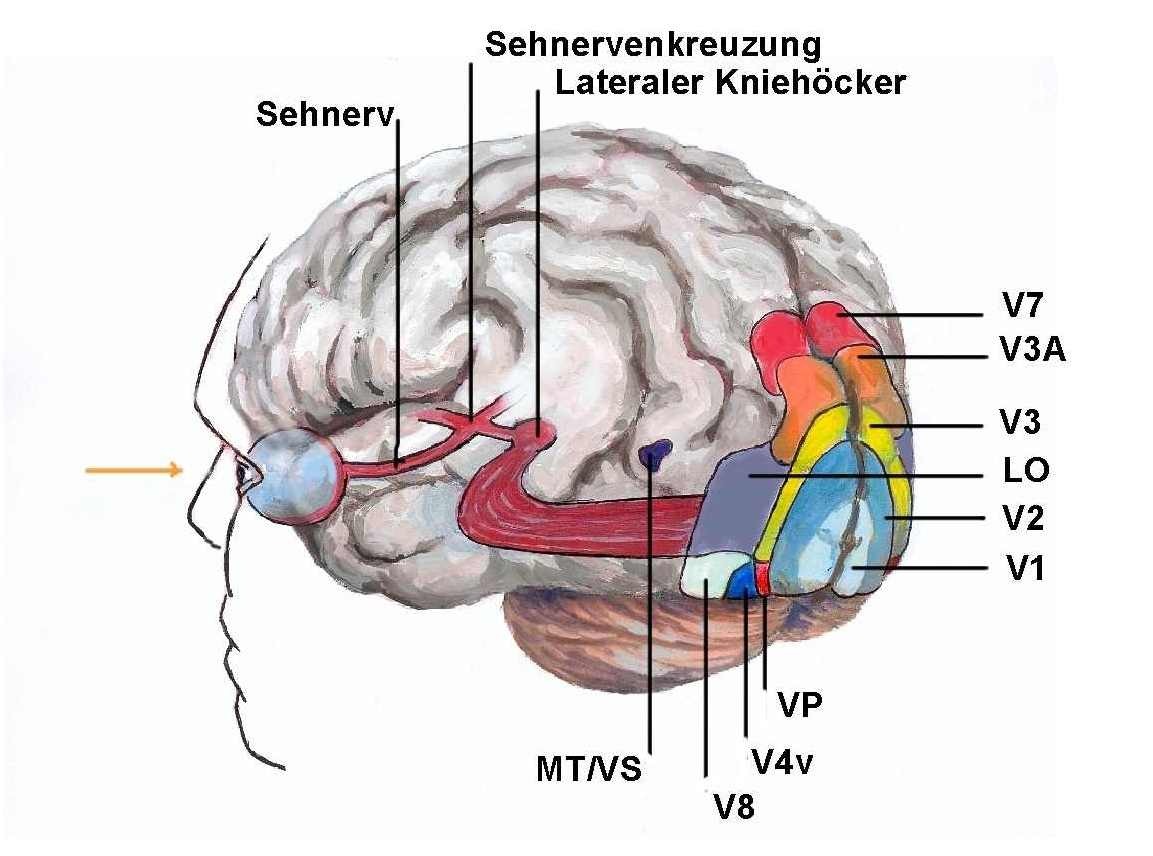 Sehnervenkreuzung
Lateraler Kniehöcker
Sehnerv
V7
V3A
V3
LO
V2
V1
VP
MT/VS
V4v
V8